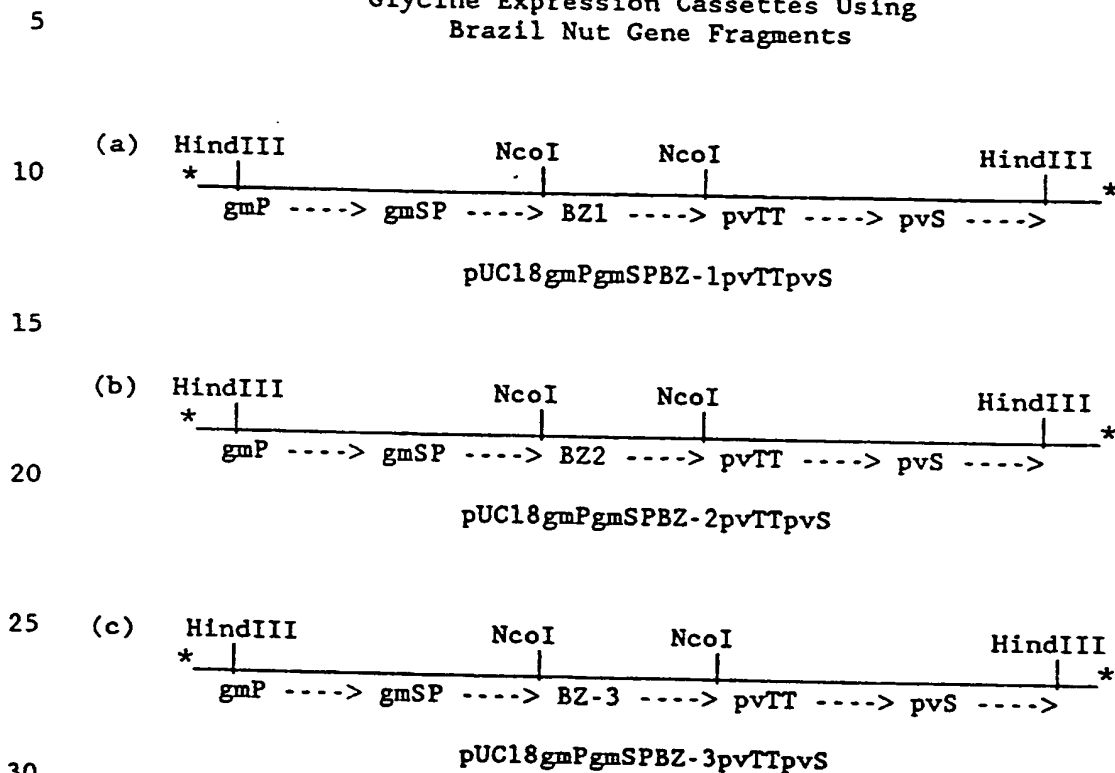 Glycine Expression Cassettes Using
5
Brazil Nut Gene Fragments
(a) HindIII NcoI NcoI HindIII
10
* *
gmP ----> gmSP ----> BZ1 ----> pvTT ----> pvS ---->
pUC18gmPgmSPBZ-1pvTTpvS
15
(b) HindIII NcoI NcoI HindIII
* *
gmP ----> gmSP ----> BZ2 ----> pvTT ----> pvS ---->
20
pUC18gmPgmSPBZ-2pvTTpvS
25 (c) HindIII NcoI NcoI HindIII
* *
gmP ----> gmSP ----> BZ-3 ----> pvTT ----> pvS ---->
pUC18gmPgmSPBZ-3pvTTpvS
30